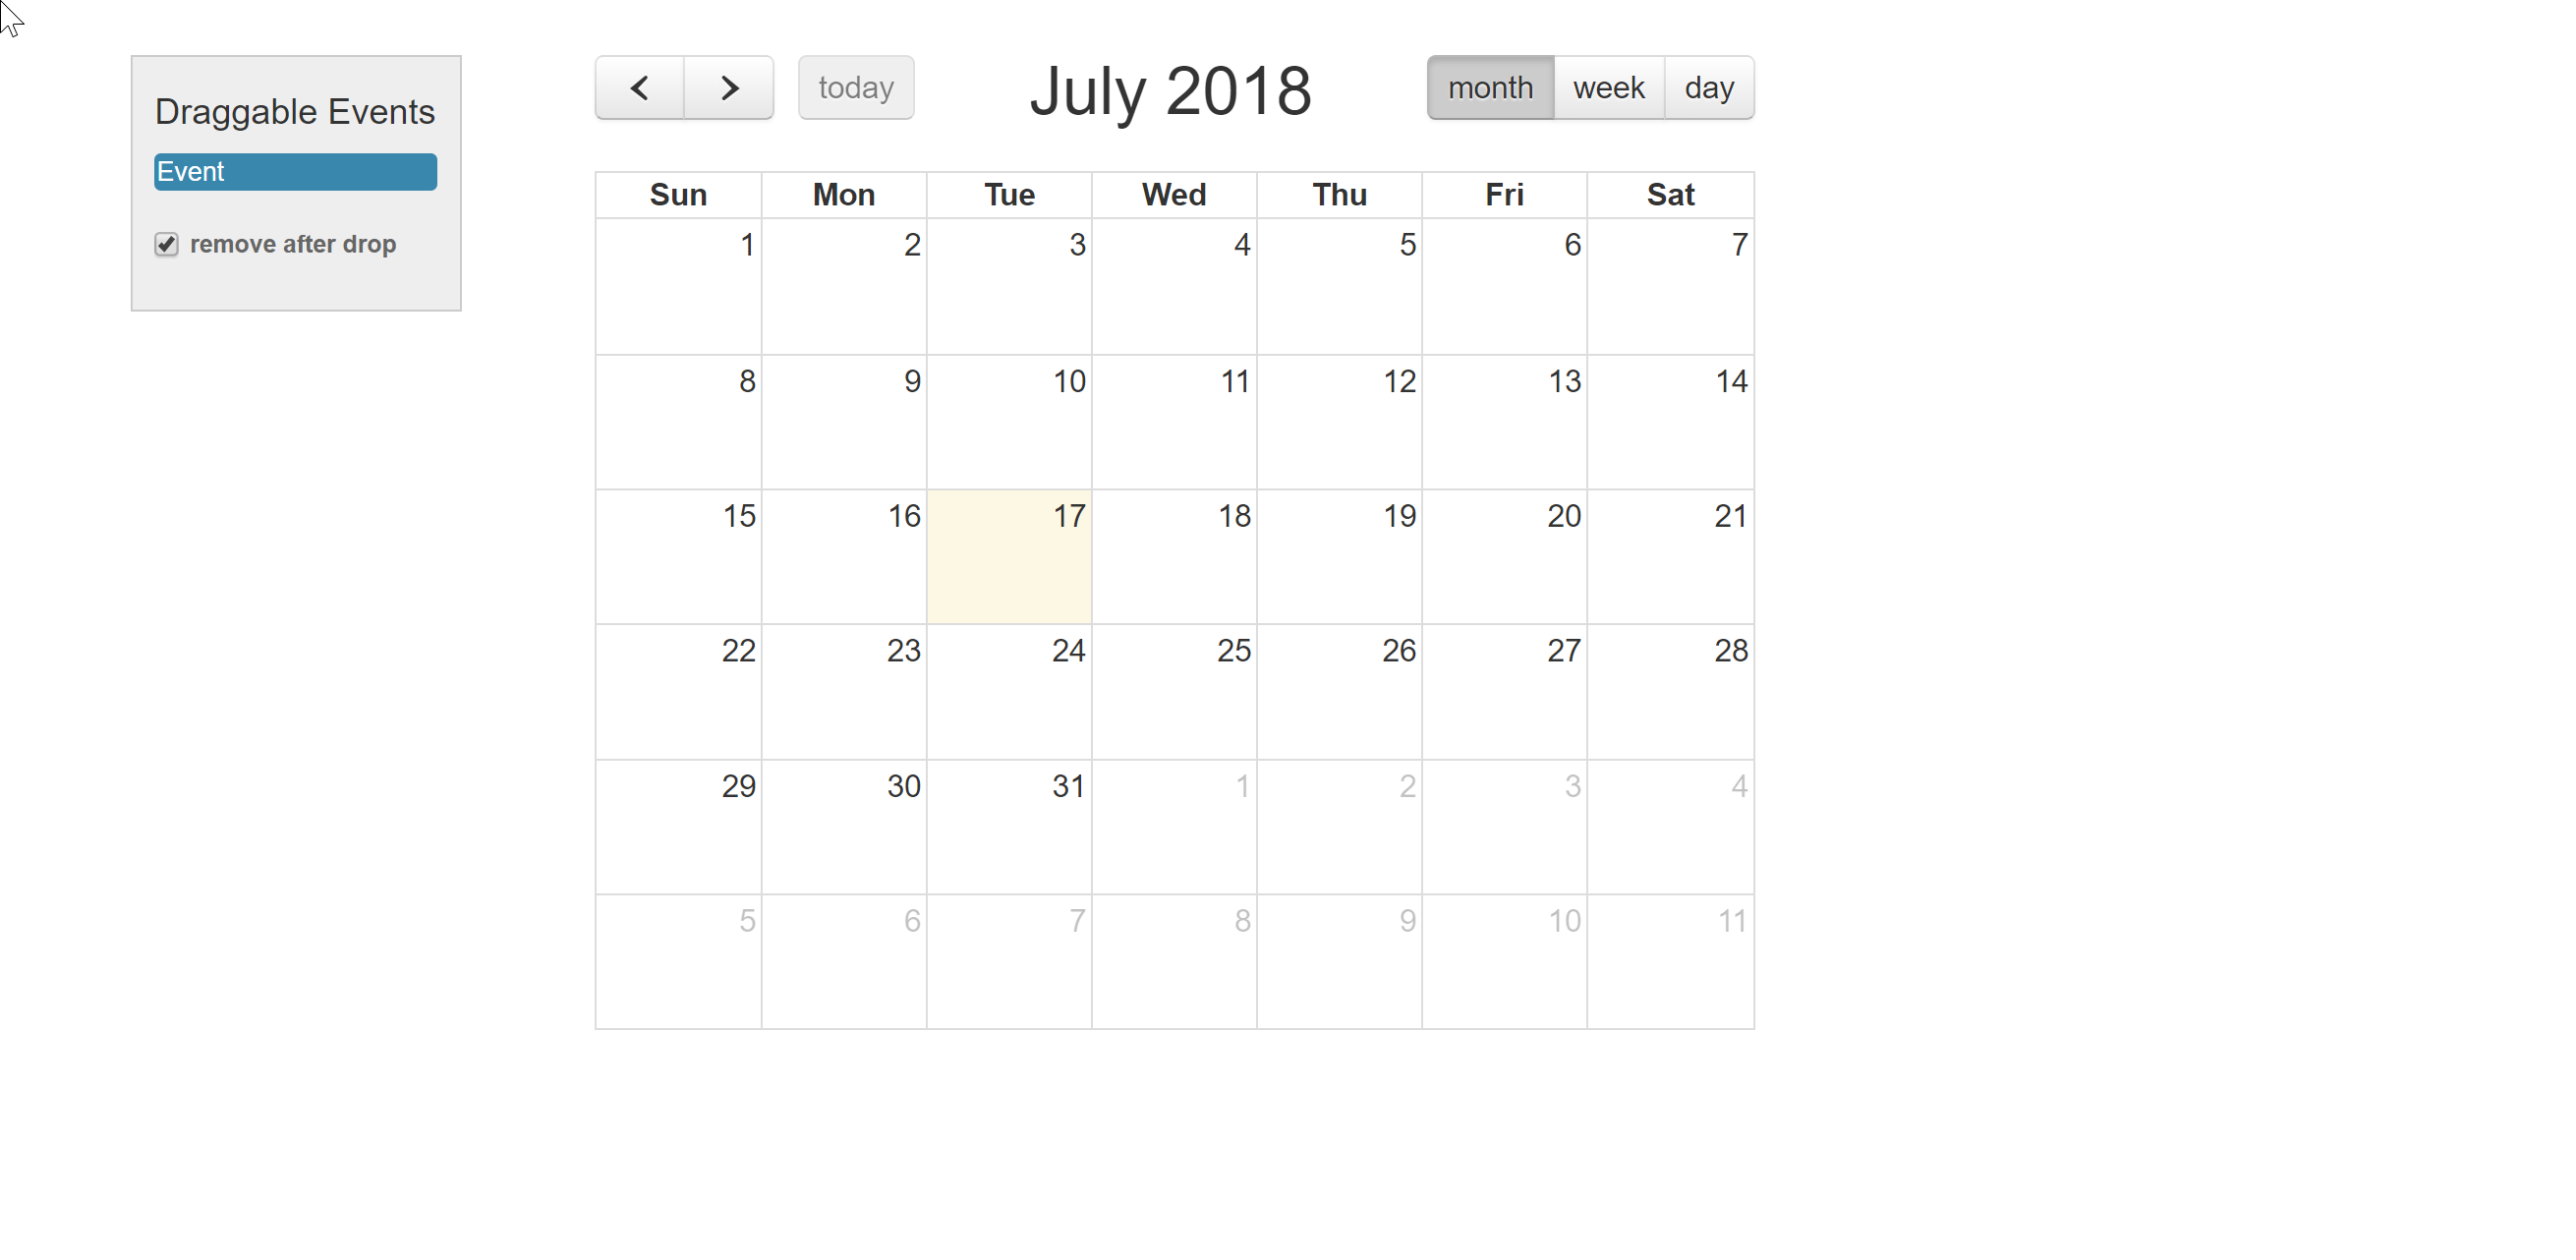 Draggable Events
Event
remove after drop
today
July 2018
month week day
Sun Mon Tue Wed Thu Fri Sat
1 2 3 4 5 6 7
8 9 10 11 12 13 14
15 16 17 18 19 20 21
22 23 24 25 26 27 28
29 30 31 1 2 3 4
5 6 7 8 9 10 11